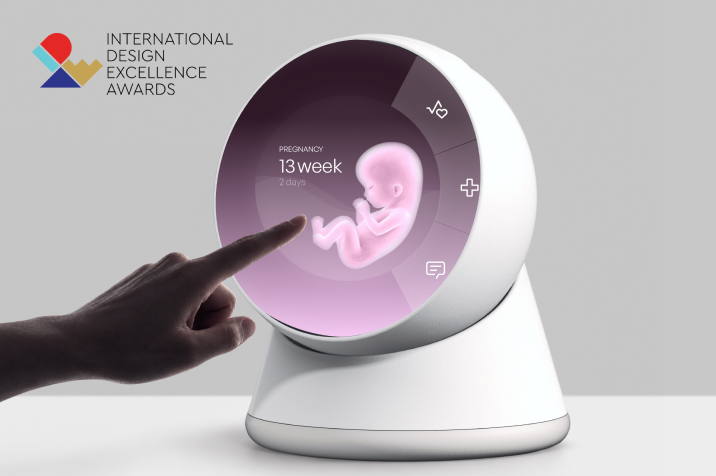 INTERNATIONAL
DESIGN
EXCELLENCE
AWARDS
PREGNANCY
13 week
2 days